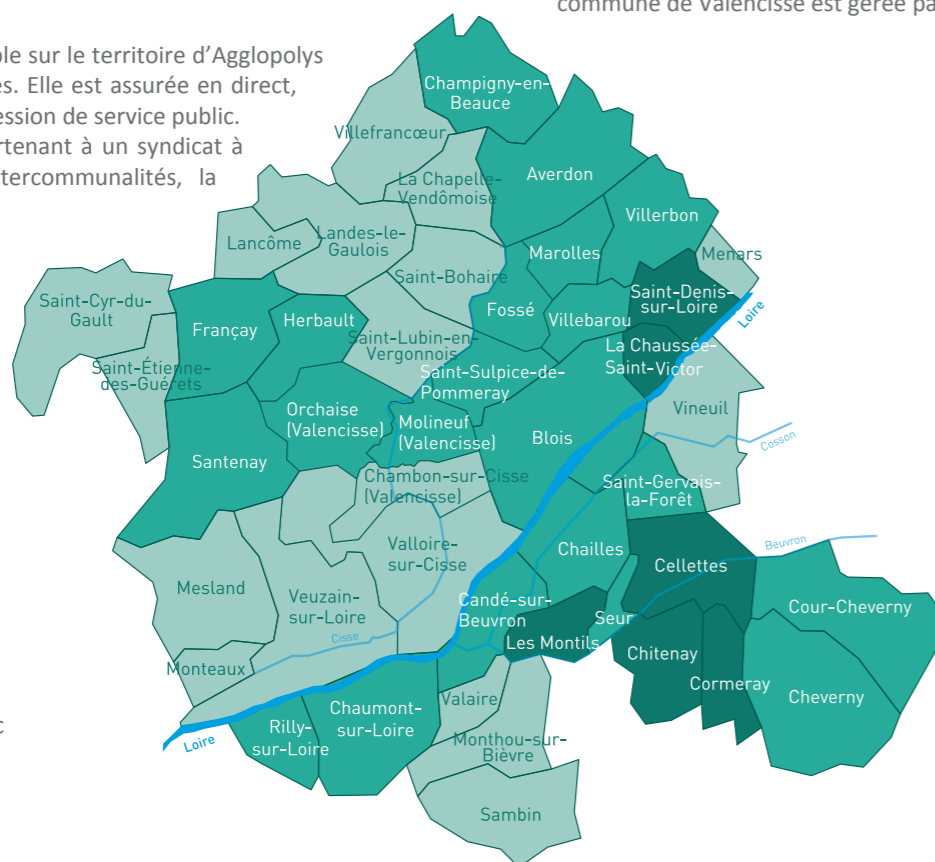 commune de Valencisse est gérée pa
ble sur le territoire d'Agglopolys
es. Elle est assurée en direct,
ession de service public.
rtenant à un syndicat à
tercommunalités, la
Champigny-en-
Beauce
Villefrancœur
La Chapelle-
Vendômoise
Averdon
Villerbon
Lancôme
Landes-le-
Gaulois
Marolles
Menars
Saint-Bohaire
Saint-Denis-
sur-Loire
Loire
Saint-Cyr-du-
Gault
Françay
Herbault
Fossé
Villebarou
Saint-Lubin-en-
Vergonnois
La Chaussée-
Saint-Victor
Saint-Étienne-
des-Guérets
Saint-Sulpice-de-
Pommeray
Orchaise
(Valencisse)
Molineuf
(Valencisse)
Blois
Vineuil
Cosson
Santenay
Chambon-sur-Cisse
(Valencisse)
Saint-Gervais-
la-Forêt
Valloire-
sur-Cisse
Chailles
Beuvron
Cellettes
Mesland
Veuzain-
sur-Loire
Candé-sur-
Beuvron
Seur
Cour-Cheverny
Cisse
Les Montils
Chitenay
Monteaux
Cormeray
Cheverny
Valaire
Chaumont-
sur-Loire
Rilly-
sur-Loire
Loire
Monthou-sur-
Bièvre
c
Sambin